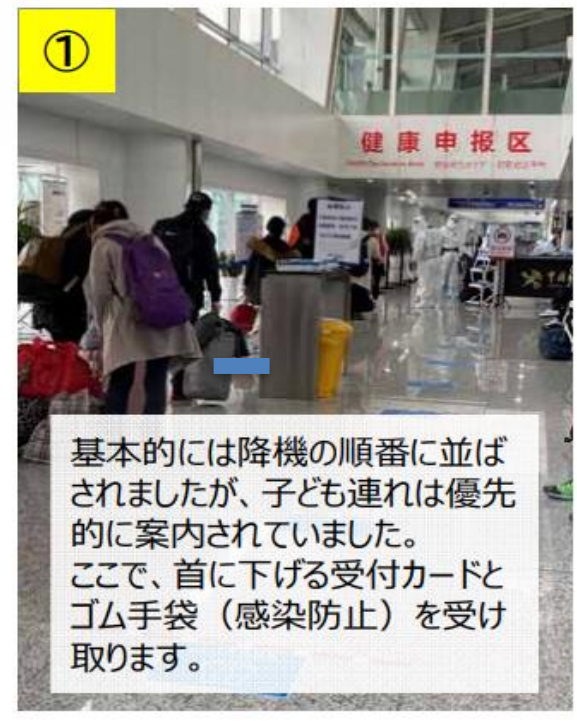 ①
健康申报区
基本的には降機の順番に並ば
されましたが、子ども連れは優先
的に案内されていました。
ここで、首に下げる受付カードと
ゴム手袋（感染防止）を受け
取ります。